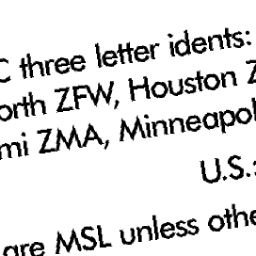 C three letter idents:
orth ZFW, Houston Z
mi ZMA, Minneapol
U.S.:
are MSL unless othe